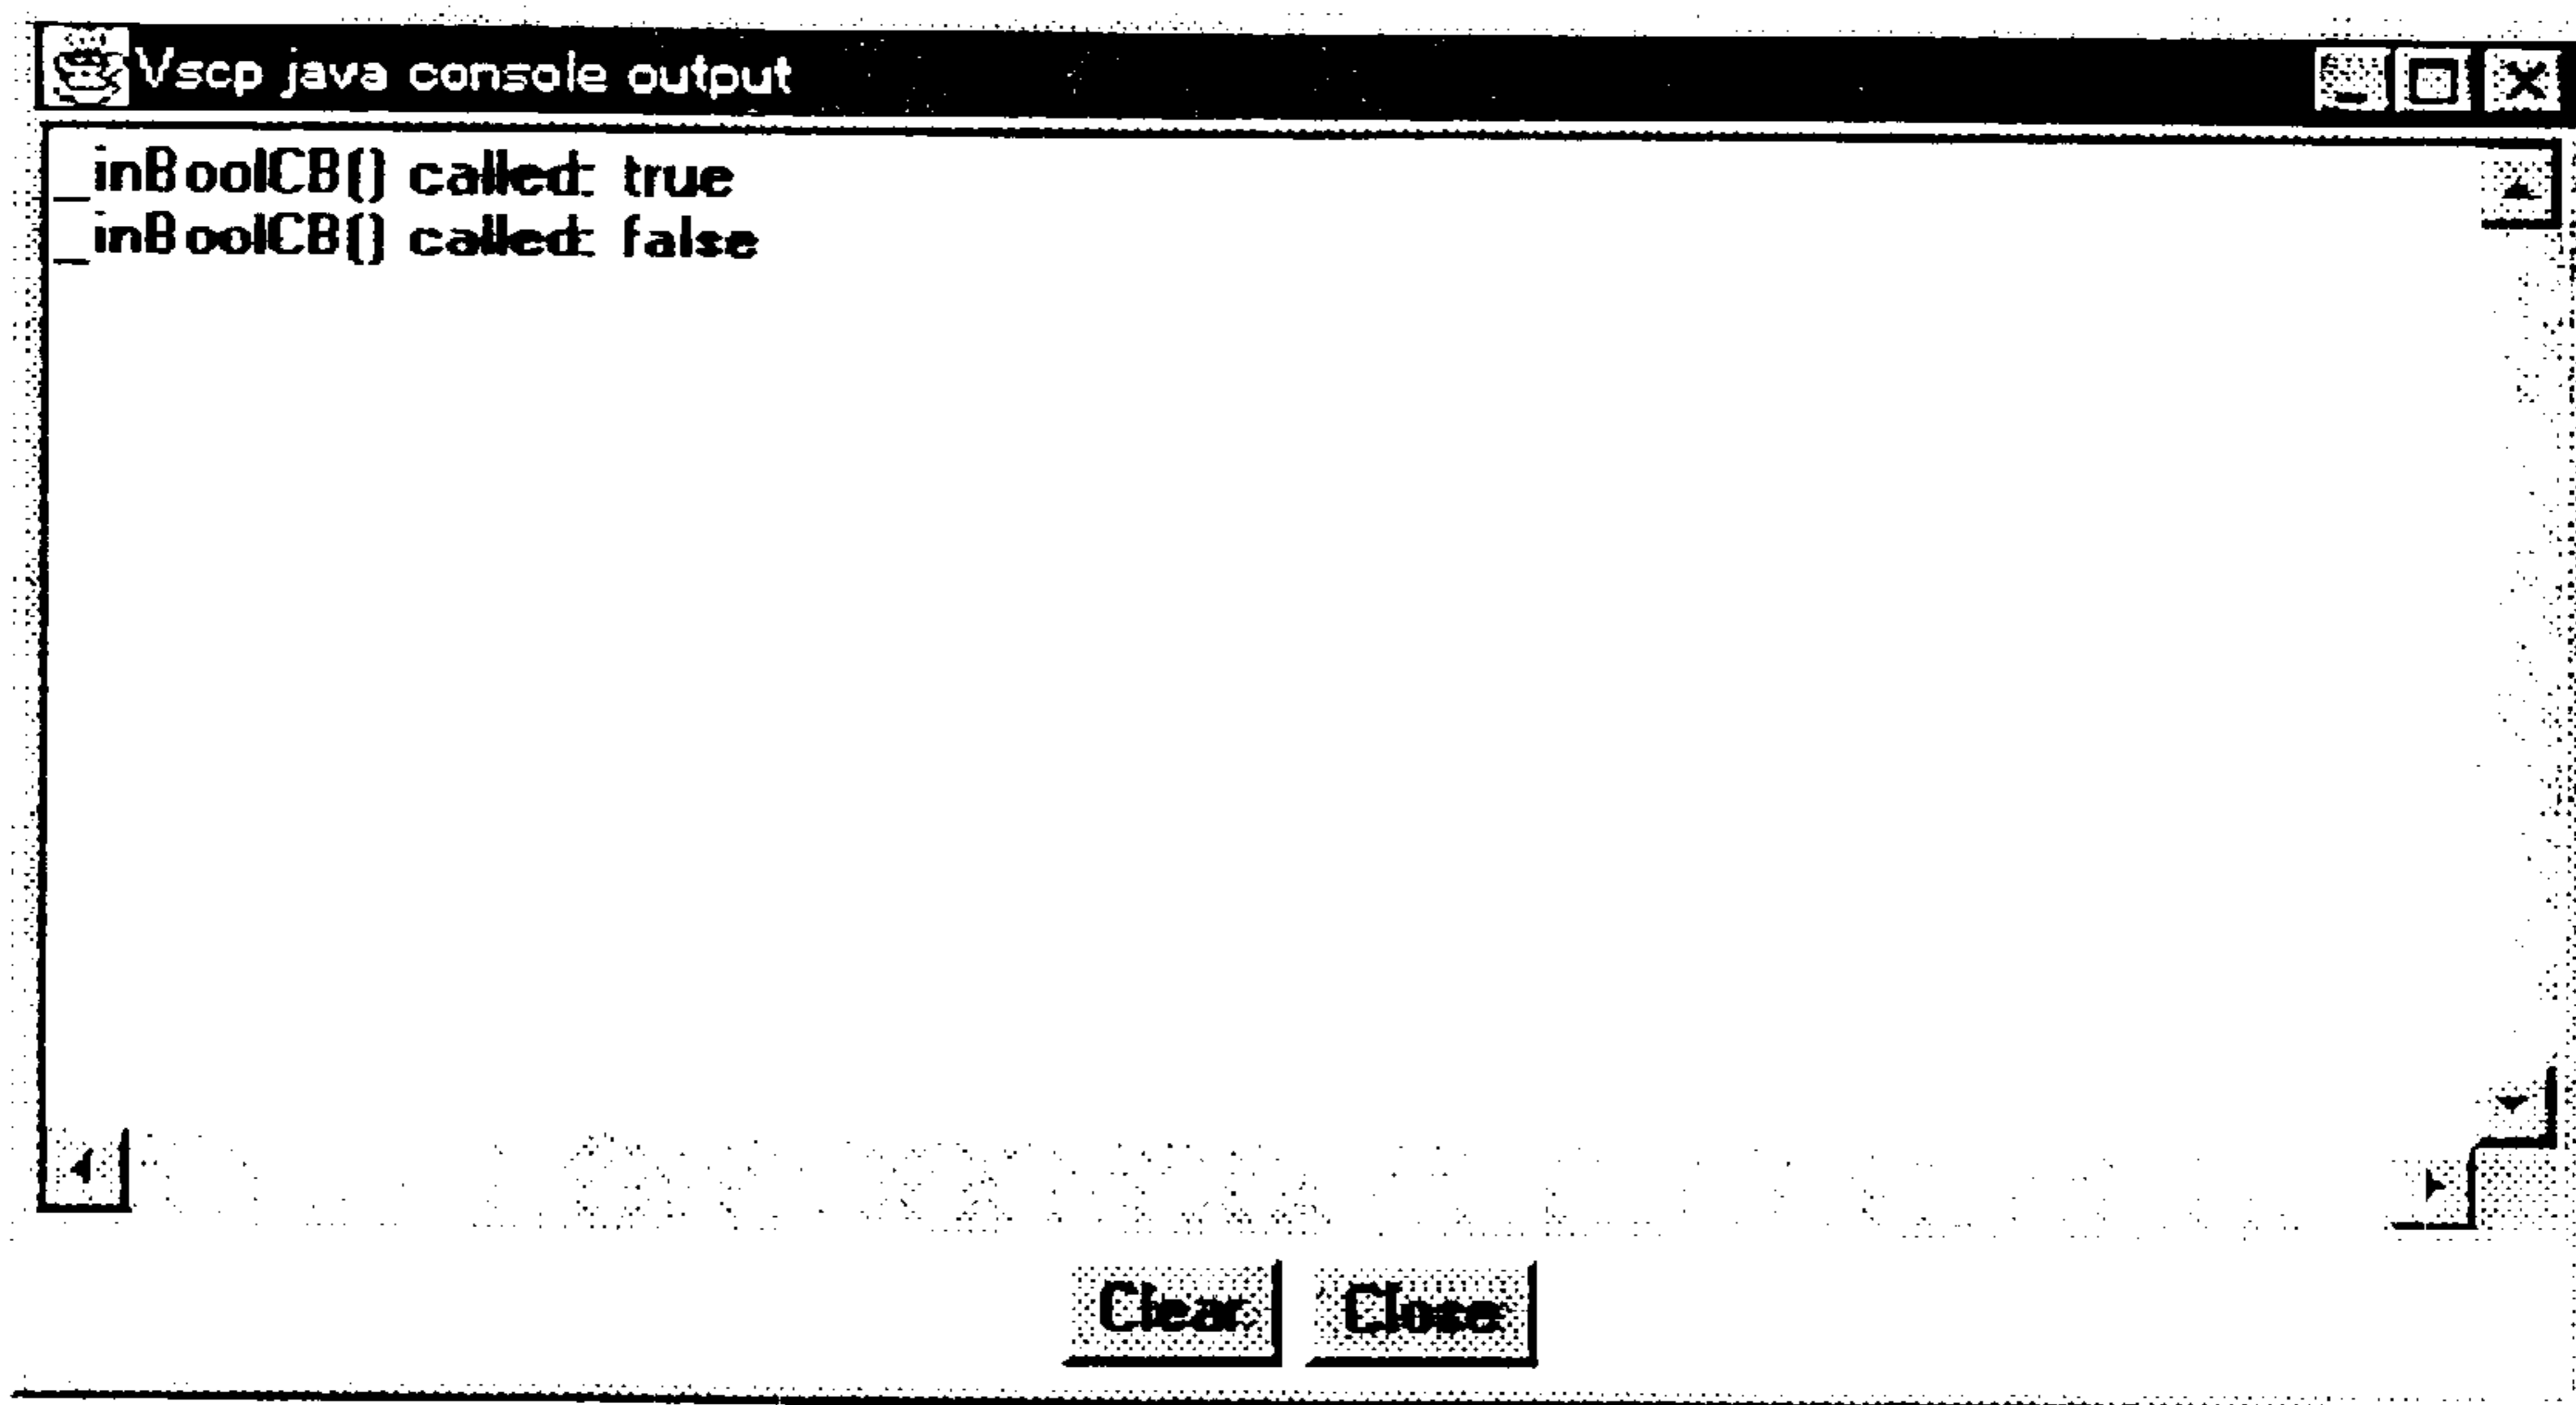 Vscp java console output
_inBoolCB() called: true
_inBoolCB() called: false
Clear Close